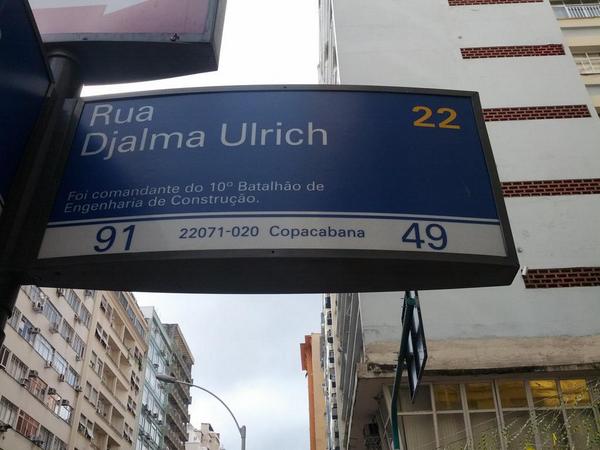 Rua 22
Djalma Ulrich
Foi comandante do 10º Batalhão de
Engenharia de Construção.
91 22071-020 Copacabana 49